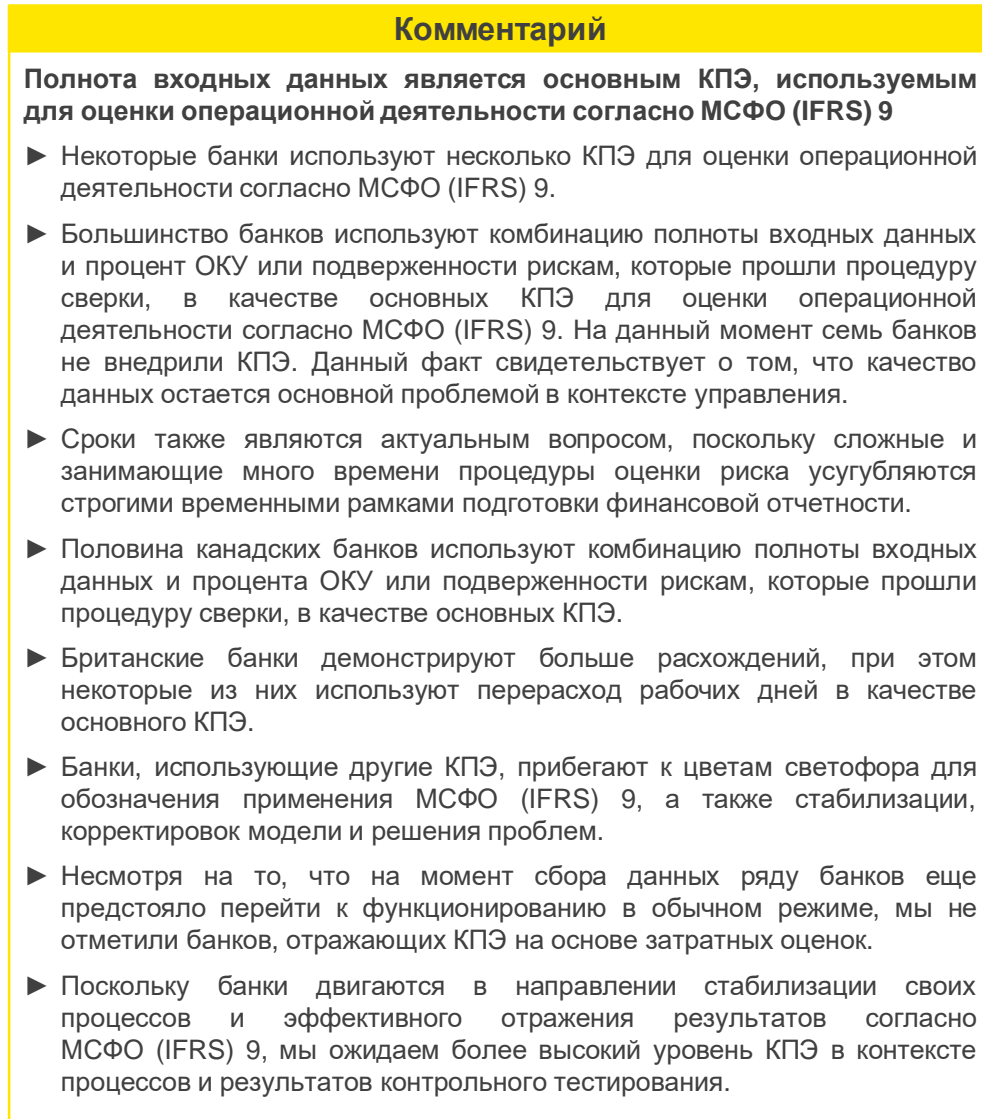 Комментарий
Полнота входных данных является основным КПЭ, используемым
для оценки операционной деятельности согласно МСФО (IFRS) 9
► Некоторые банки используют несколько КПЭ для оценки операционной
деятельности согласно МСФО (IFRS) 9.
► Большинство банков используют комбинацию полноты входных данных
и процент ОКУ или подверженности рискам, которые прошли процедуру
сверки, в качестве основных КПЭ для оценки операционной
деятельности согласно МСФО (IFRS) 9. На данный момент семь банков
не внедрили КПЭ. Данный факт свидетельствует о том, что качество
данных остается основной проблемой в контексте управления.
► Сроки также являются актуальным вопросом, поскольку сложные и
занимающие много времени процедуры оценки риска усугубляются
строгими временными рамками подготовки финансовой отчетности.
► Половина канадских банков используют комбинацию полноты входных
данных и процента ОКУ или подверженности рискам, которые прошли
процедуру сверки, в качестве основных КПЭ.
► Британские банки демонстрируют больше расхождений, при этом
некоторые из них используют перерасход рабочих дней в качестве
основного КПЭ.
► Банки, использующие другие КПЭ, прибегают к цветам светофора для
обозначения применения МСФО (IFRS) 9, а также стабилизации,
корректировок модели и решения проблем.
► Несмотря на то, что на момент сбора данных ряду банков еще
предстояло перейти к функционированию в обычном режиме, мы не
отметили банков, отражающих КПЭ на основе затратных оценок.
► Поскольку банки двигаются в направлении стабилизации своих
процессов и эффективного отражения результатов согласно
МСФО (IFRS) 9, мы ожидаем более высокий уровень КПЭ в контексте
процессов и результатов контрольного тестирования.